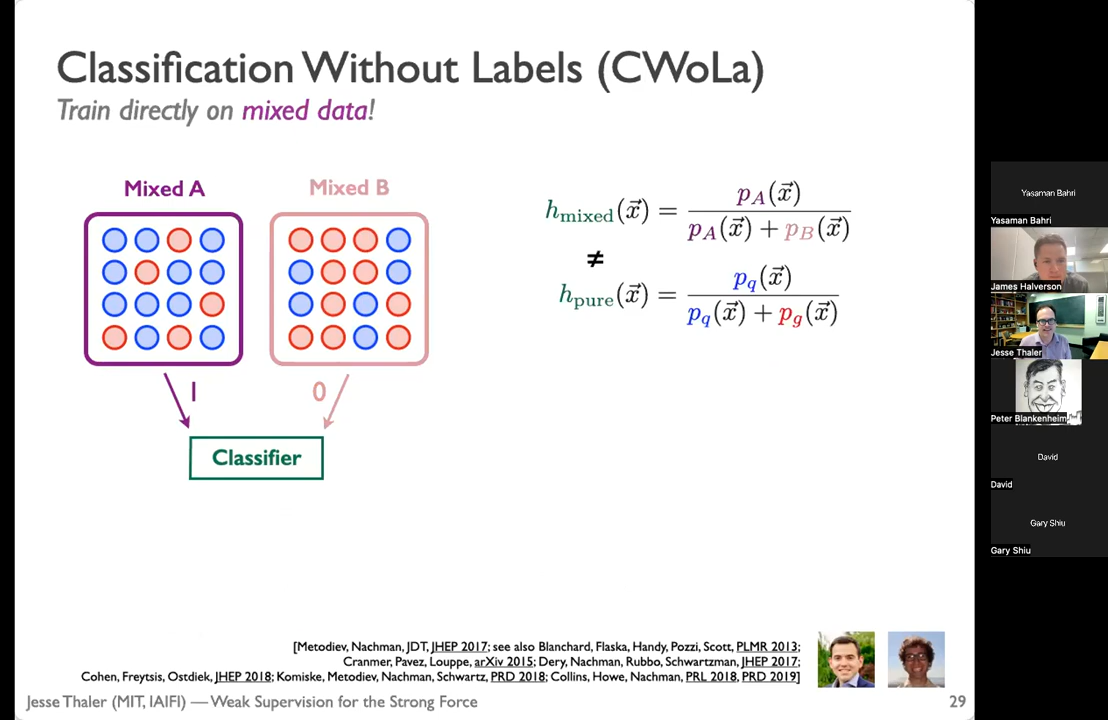 Classification Without Labels (CWoLa)
Train directly on mixed data!
Mixed A
Mixed B
1
0
Classifier
h_mixed(x⃗) = p_A(x⃗) / (p_A(x⃗) + p_B(x⃗))
≠
h_pure(x⃗) = p_q(x⃗) / (p_q(x⃗) + p_g(x⃗))
[Metodiev, Nachman, JDT, JHEP 2017; see also Blanchard, Flaska, Handy, Pozzi, Scott, PLMR 2013;
Cranmer, Pavez, Louppe, arXiv 2015; Dery, Nachman, Rubbo, Schwartzman, JHEP 2017;
Cohen, Freytsis, Ostdiek, JHEP 2018; Komiske, Metodiev, Nachman, Schwartz, PRD 2018; Collins, Howe, Nachman, PRL 2018, PRD 2019]
Jesse Thaler (MIT, IAIFI) — Weak Supervision for the Strong Force
29
Yasaman Bahri
Yasaman Bahri
James Halverson
Jesse Thaler
Peter Blankenheim
David
David
Gary Shiu
Gary Shiu